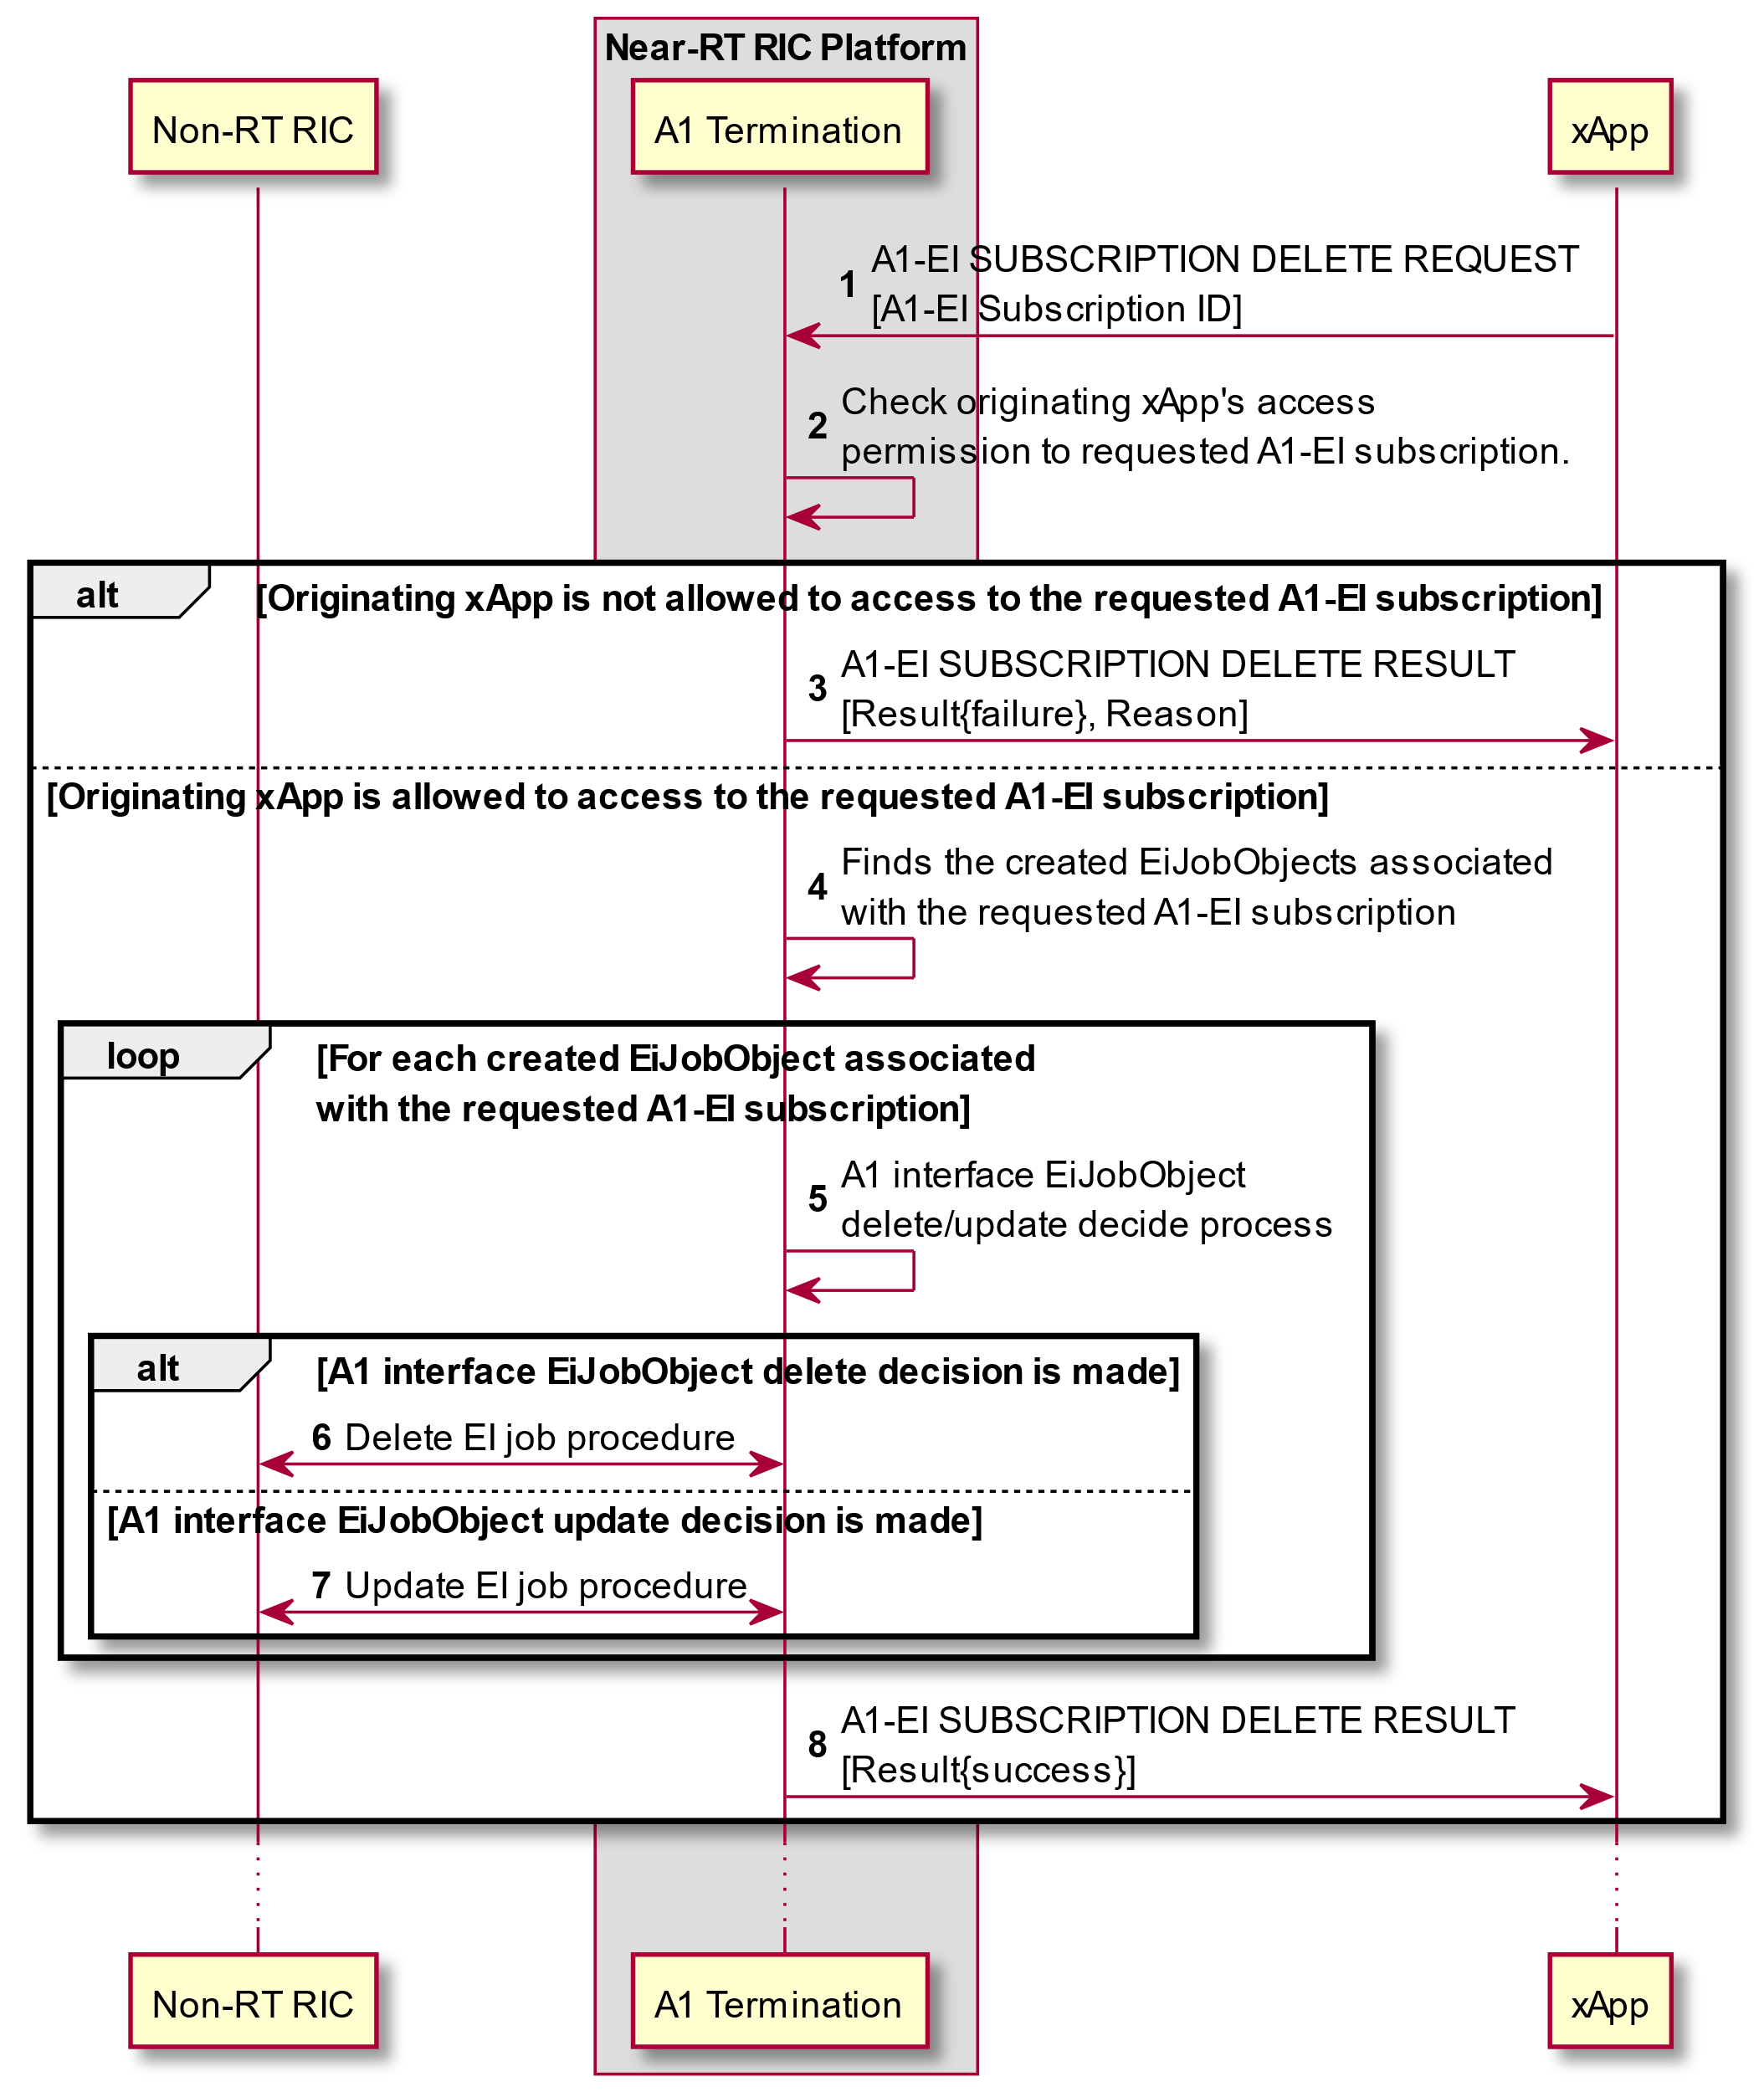 Near-RT RIC Platform
Non-RT RIC
A1 Termination
xApp
1
A1-EI SUBSCRIPTION DELETE REQUEST
[A1-EI Subscription ID]
2
Check originating xApp's access
permission to requested A1-EI subscription.
alt
[Originating xApp is not allowed to access to the requested A1-EI subscription]
3
A1-EI SUBSCRIPTION DELETE RESULT
[Result{failure}, Reason]
[Originating xApp is allowed to access to the requested A1-EI subscription]
4
Finds the created EiJobObjects associated
with the requested A1-EI subscription
loop
[For each created EiJobObject associated
with the requested A1-EI subscription]
5
A1 interface EiJobObject
delete/update decide process
alt
[A1 interface EiJobObject delete decision is made]
6 Delete EI job procedure
[A1 interface EiJobObject update decision is made]
7 Update EI job procedure
8
A1-EI SUBSCRIPTION DELETE RESULT
[Result{success}]
Non-RT RIC
A1 Termination
xApp